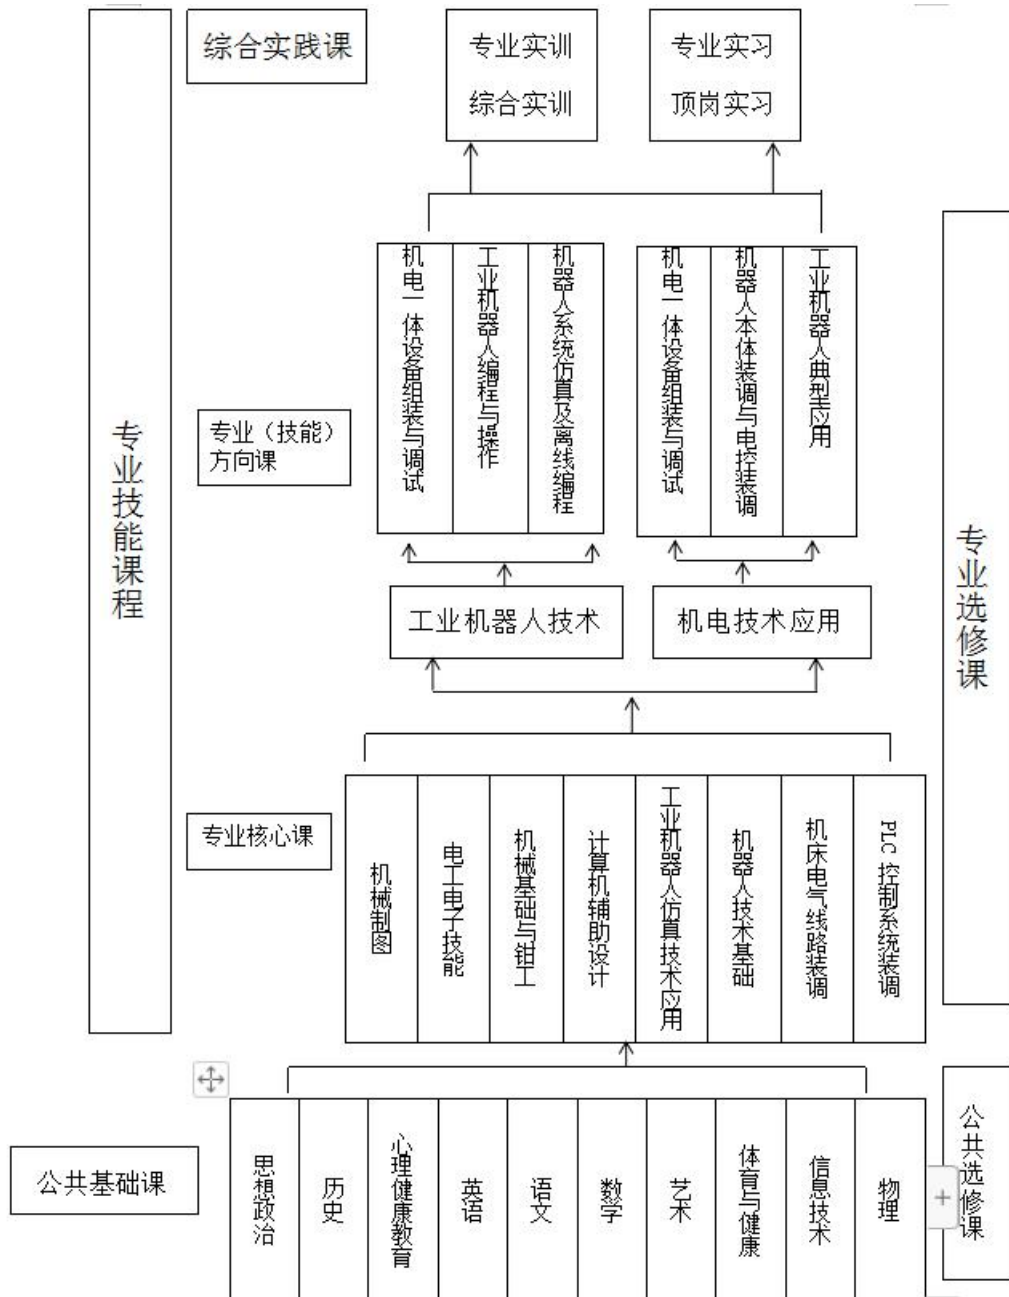 综合实践课
专业实训
综合实训
专业实习
顶岗实习
专业技能课程
专业（技能）
方向课
机电一体设备组装与调试
工业机器人编程与操作
机器人系统仿真及离线编程
机电一体设备组装与调试
机器人本体装调与电控装调
工业机器人典型应用
工业机器人技术
机电技术应用
专业选修课
专业核心课
机械制图
电工电子技能
机械基础与钳工
计算机辅助设计
工业机器人仿真技术应用
机器人技术基础
机床电气线路装调
PLC 控制系统装调
公共基础课
思想政治
历史
心理健康教育
英语
语文
数学
艺术
体育与健康
信息技术
物理
公共选修课